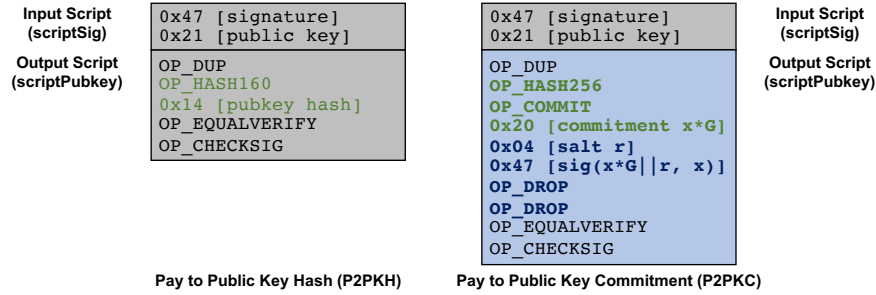 Input Script
(scriptSig)
0x47 [signature]
0x21 [public key]
Output Script
(scriptPubkey)
OP_DUP
OP_HASH160
0x14 [pubkey hash]
OP_EQUALVERIFY
OP_CHECKSIG
Pay to Public Key Hash (P2PKH)
0x47 [signature]
0x21 [public key]
Input Script
(scriptSig)
OP_DUP
OP_HASH256
OP_COMMIT
0x20 [commitment x*G]
0x04 [salt r]
0x47 [sig(x*G||r, x)]
OP_DROP
OP_DROP
OP_EQUALVERIFY
OP_CHECKSIG
Output Script
(scriptPubkey)
Pay to Public Key Commitment (P2PKC)